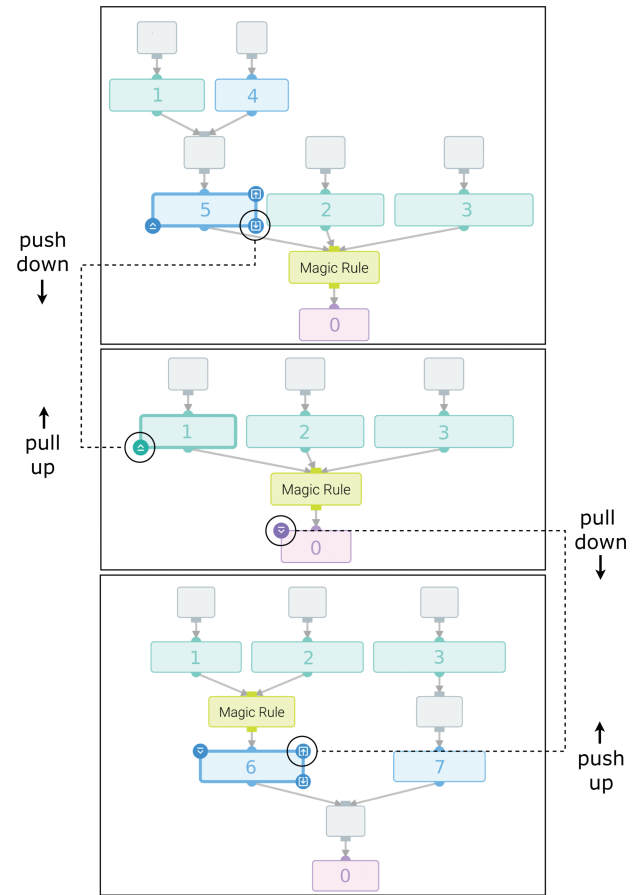 1 4
5 2 3
Magic Rule
0
push
down
pull
up
1 2 3
Magic Rule
0
pull
down
1 2 3
Magic Rule
6 7
push
up
0